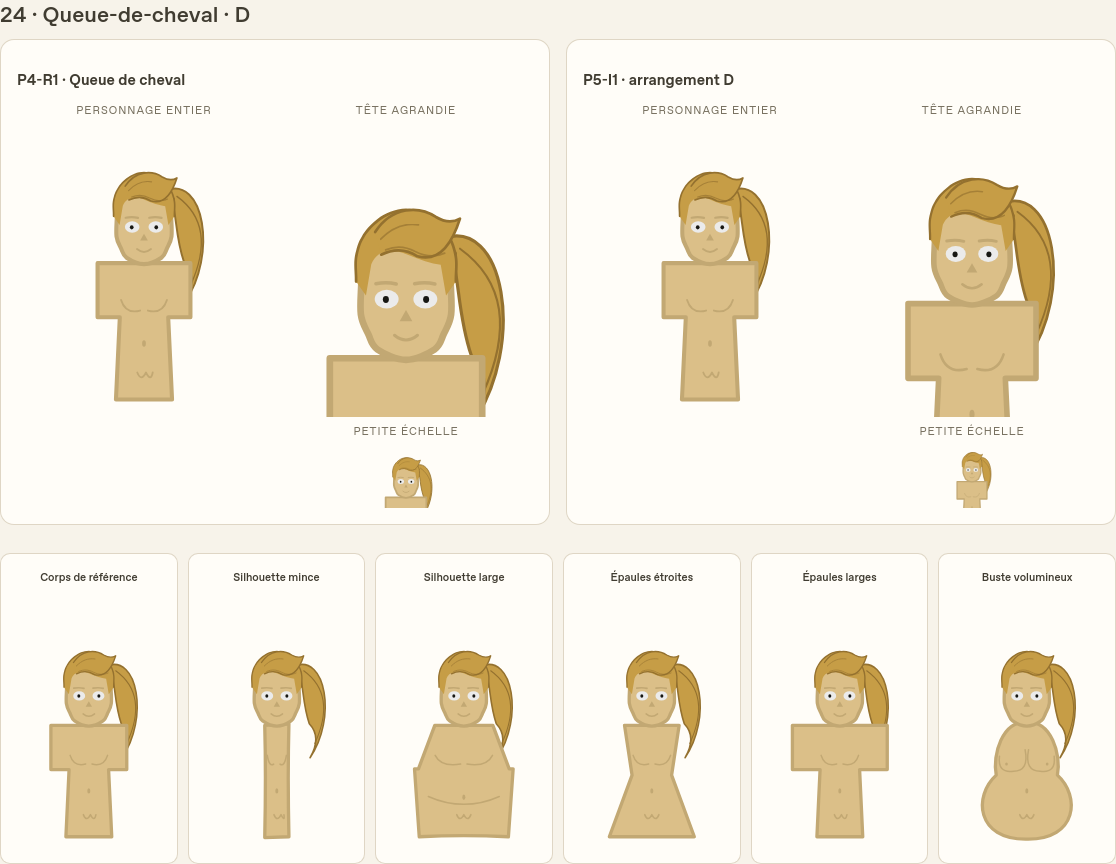 24 · Queue-de-cheval · D
P4-R1 · Queue de cheval
PERSONNAGE ENTIER
TÊTE AGRANDIE
PETITE ÉCHELLE
P5-I1 · arrangement D
PERSONNAGE ENTIER
TÊTE AGRANDIE
PETITE ÉCHELLE
Corps de référence
Silhouette mince
Silhouette large
Épaules étroites
Épaules larges
Buste volumineux